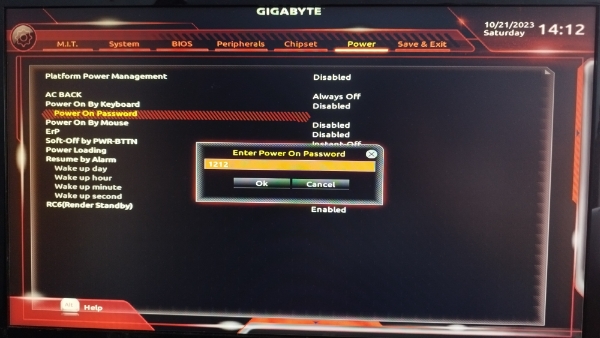 GIGABYTE
10/21/2023 Saturday 14:12
M.I.T. System BIOS Peripherals Chipset Power Save & Exit
Platform Power Management Disabled
AC BACK Always Off
Power On By Keyboard Disabled
Power On Password
Power On By Mouse Disabled
ErP Disabled
Soft-Off by PWR-BTTN Instant-Off
Power Loading
Resume by Alarm
Wake up day
Wake up hour
Wake up minute
Wake up second
RC6(Render Standby) Enabled
Enter Power On Password
1212
Ok Cancel
Help